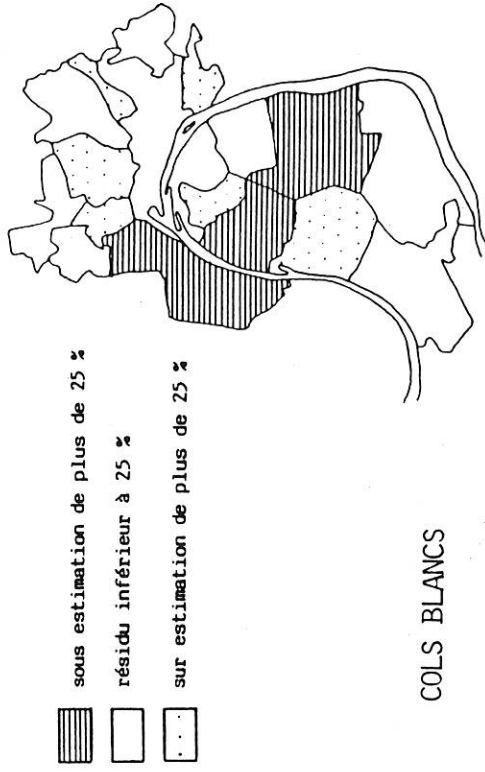 sous estimation de plus de 25 %
résidu inférieur à 25 %
sur estimation de plus de 25 %
COLS BLANCS